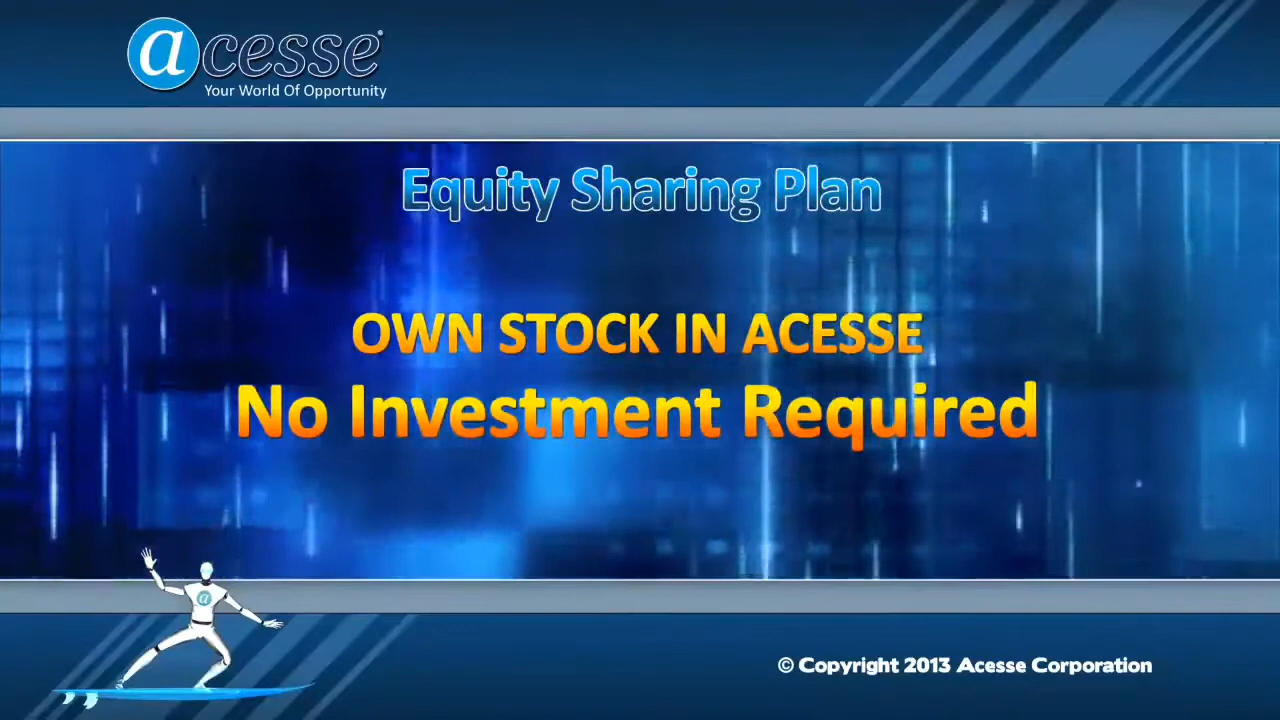 acesse
Your World Of Opportunity
Equity Sharing Plan
OWN STOCK IN ACESSE
No Investment Required
a
© Copyright 2013 Acesse Corporation